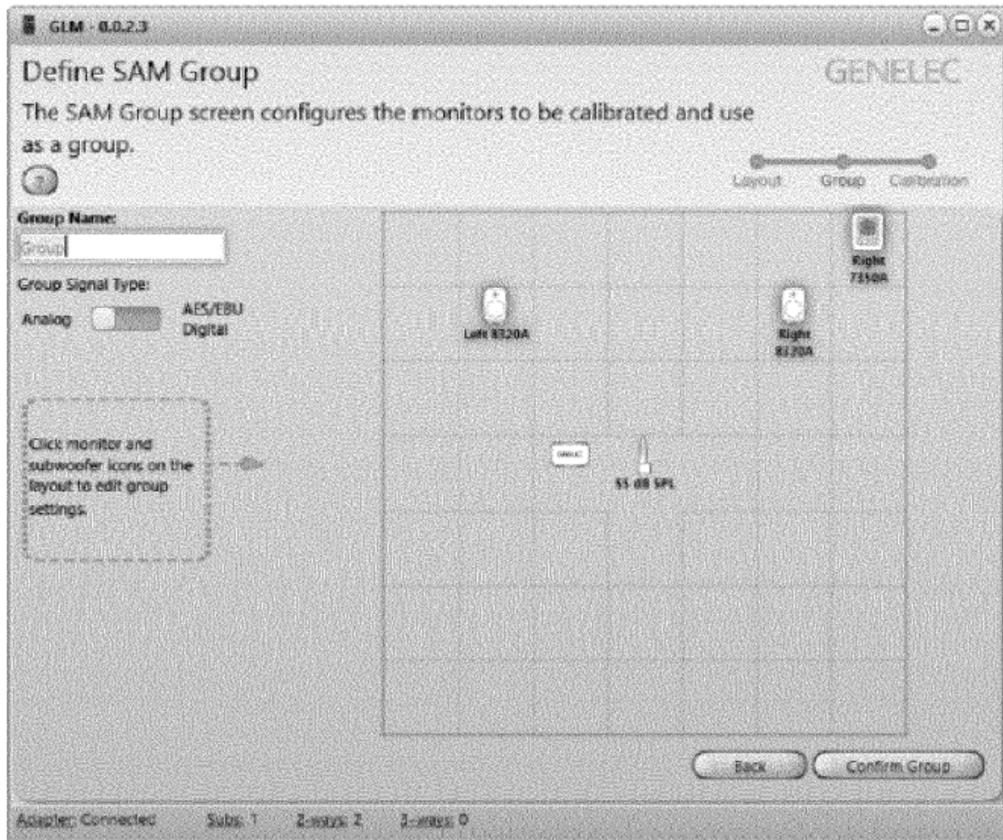 GLM - 0.0.2.3
Define SAM Group
GENELEC
The SAM Group screen configures the monitors to be calibrated and use
as a group.
?
Layout Group Calibration
Group Name:
Group
Group Signal Type:
Analog
AES/EBU
Digital
Right
7350A
Left 8320A
Right
8320A
Click monitor and
subwoofer icons on the
layout to edit group
settings.
GENELEC
55 dB SPL
Back
Confirm Group
Adapter: Connected Subs: 1 2-ways: 2 3-ways: 0